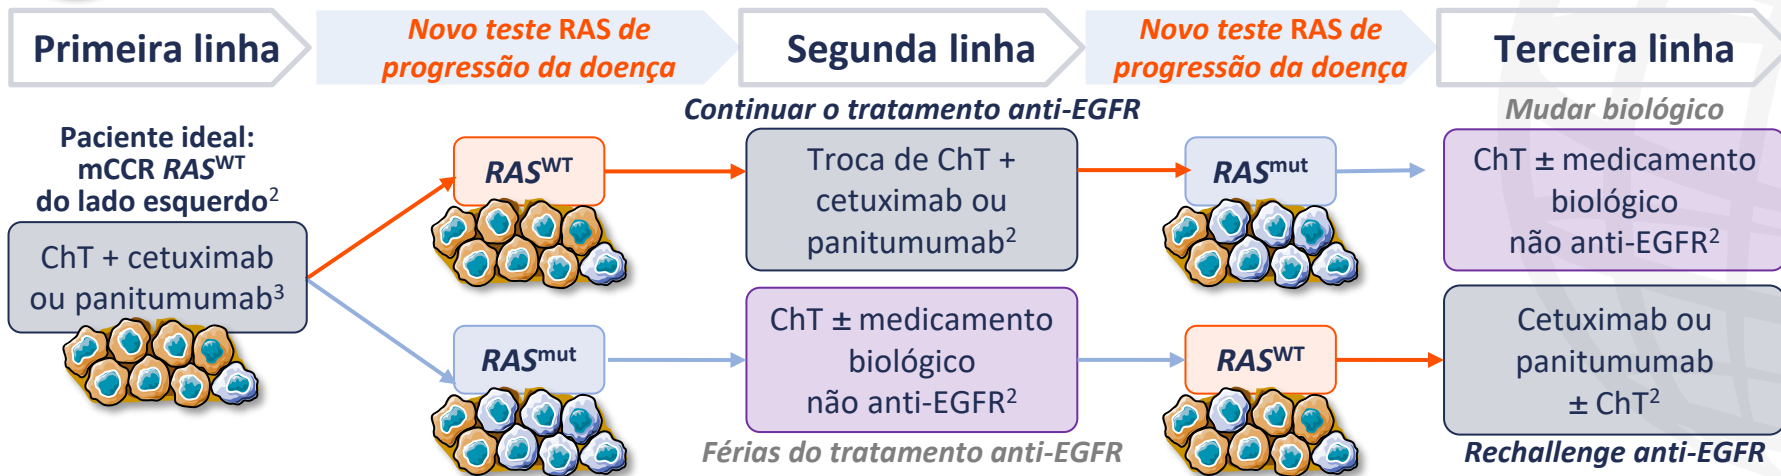 Primeira linha
Novo teste RAS de
progressão da doença
Segunda linha
Novo teste RAS de
progressão da doença
Terceira linha
Paciente ideal:
mCCR RASWT
do lado esquerdo2
ChT + cetuximab
ou panitumumab3
RASWT
Continuar o tratamento anti-EGFR
Troca de ChT +
cetuximab ou
panitumumab2
RASmut
Mudar biológico
ChT ± medicamento
biológico
não anti-EGFR2
RASmut
ChT ± medicamento
biológico
não anti-EGFR2
Férias do tratamento anti-EGFR
RASWT
Cetuximab ou
panitumumab
± ChT2
Rechallenge anti-EGFR